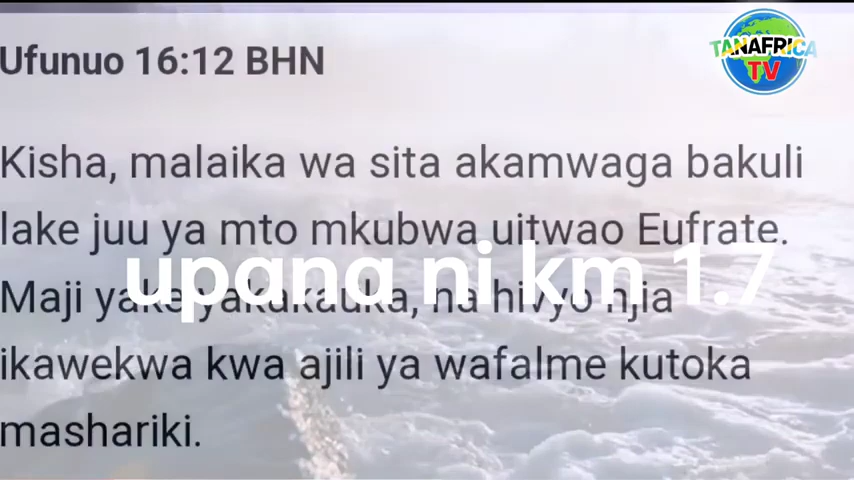 Ufunuo 16:12 BHN
TANAFRICA
TV
Kisha, malaika wa sita akamwaga bakuli
lake juu ya mto mkubwa uitwao Eufrate.
upana ni km 1.7
Maji yake yakakauka, na hivyo njia
ikawekwa kwa ajili ya wafalme kutoka
mashariki.